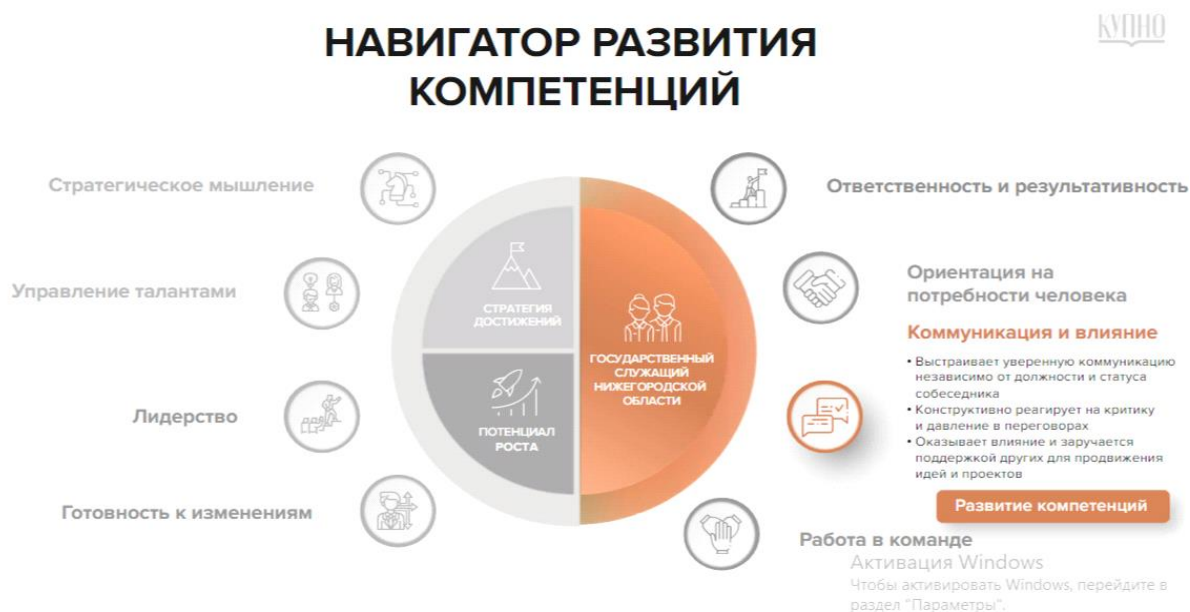 КУПНО
НАВИГАТОР РАЗВИТИЯ
КОМПЕТЕНЦИЙ
Стратегическое мышление
Управление талантами
Лидерство
Готовность к изменениям
СТРАТЕГИЯ
ДОСТИЖЕНИЙ
ПОТЕНЦИАЛ
РОСТА
ГОСУДАРСТВЕННЫЙ
СЛУЖАЩИЙ
НИЖЕГОРОДСКОЙ
ОБЛАСТИ
Ответственность и результативность
Ориентация на
потребности человека
Коммуникация и влияние
• Выстраивает уверенную коммуникацию
независимо от должности и статуса
собеседника
• Конструктивно реагирует на критику
и давление в переговорах
• Оказывает влияние и заручается
поддержкой других для продвижения
идей и проектов
Развитие компетенций
Работа в команде
Активация Windows
Чтобы активировать Windows, перейдите в
раздел "Параметры".